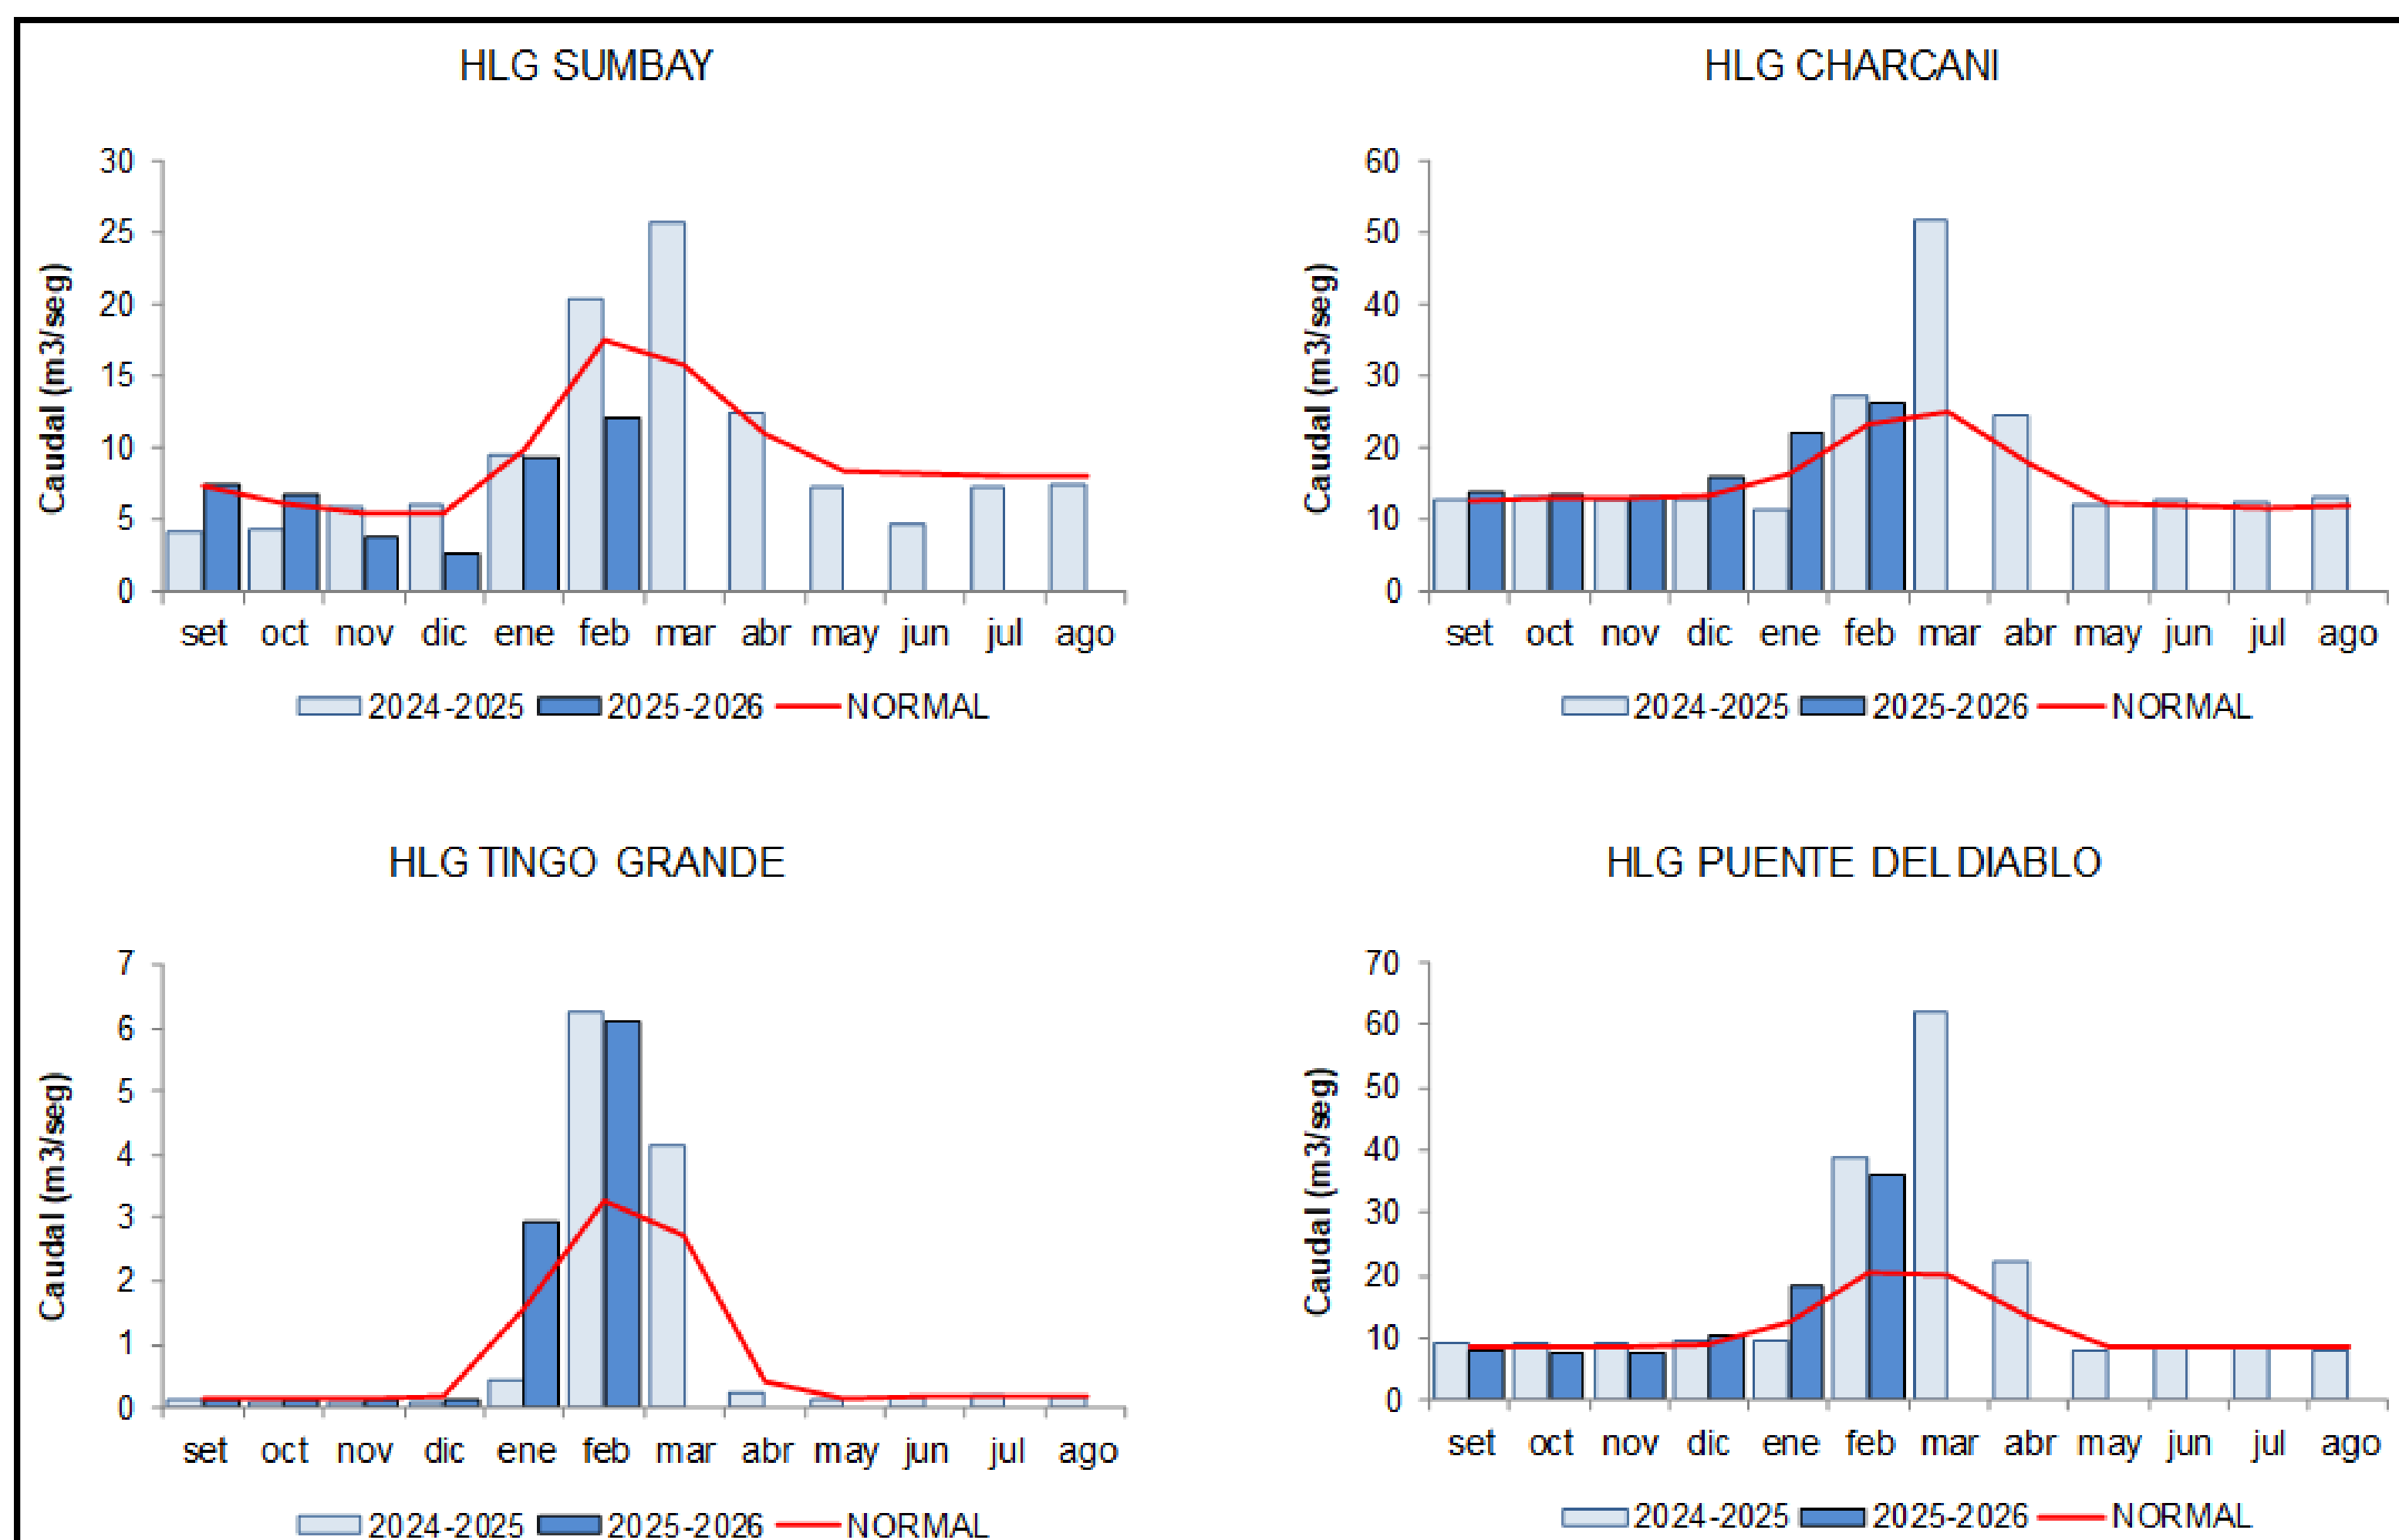 HLG SUMBAY
Caudal (m3/seg)
30
25
20
15
10
5
0
set oct nov dic ene feb mar abr may jun jul ago
2024-2025 2025-2026 NORMAL
HLG CHARCANI
Caudal (m3/seg)
60
50
40
30
20
10
0
set oct nov dic ene feb mar abr may jun jul ago
2024-2025 2025-2026 NORMAL
HLG TINGO GRANDE
Caudal (m3/seg)
7
6
5
4
3
2
1
0
set oct nov dic ene feb mar abr may jun jul ago
2024-2025 2025-2026 NORMAL
HLG PUENTE DEL DIABLO
Caudal (m3/seg)
70
60
50
40
30
20
10
0
set oct nov dic ene feb mar abr may jun jul ago
2024-2025 2025-2026 NORMAL